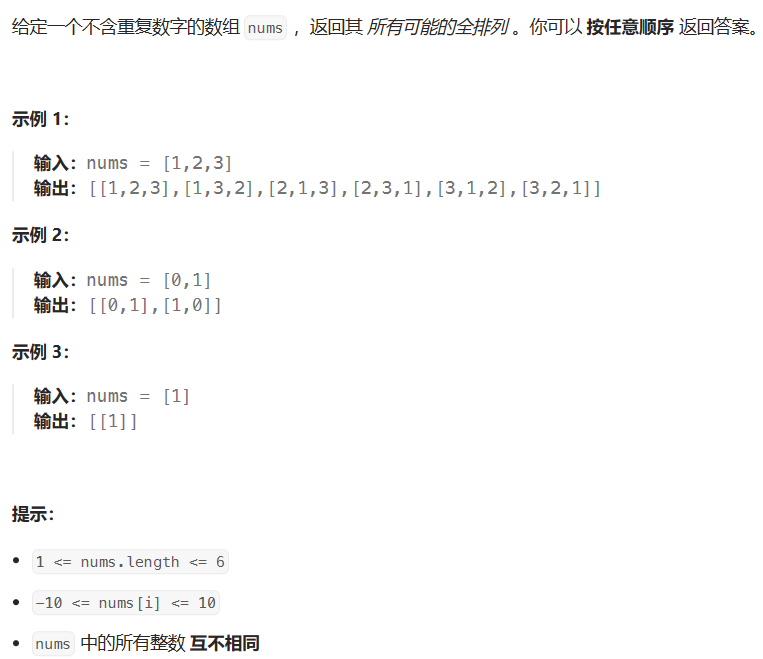 给定一个不含重复数字的数组 nums ，返回其 所有可能的全排列 。你可以 按任意顺序 返回答案。
示例 1：
输入：nums = [1,2,3]
输出：[[1,2,3],[1,3,2],[2,1,3],[2,3,1],[3,1,2],[3,2,1]]
示例 2：
输入：nums = [0,1]
输出：[[0,1],[1,0]]
示例 3：
输入：nums = [1]
输出：[[1]]
提示：
• 1 <= nums.length <= 6
• -10 <= nums[i] <= 10
• nums 中的所有整数 互不相同